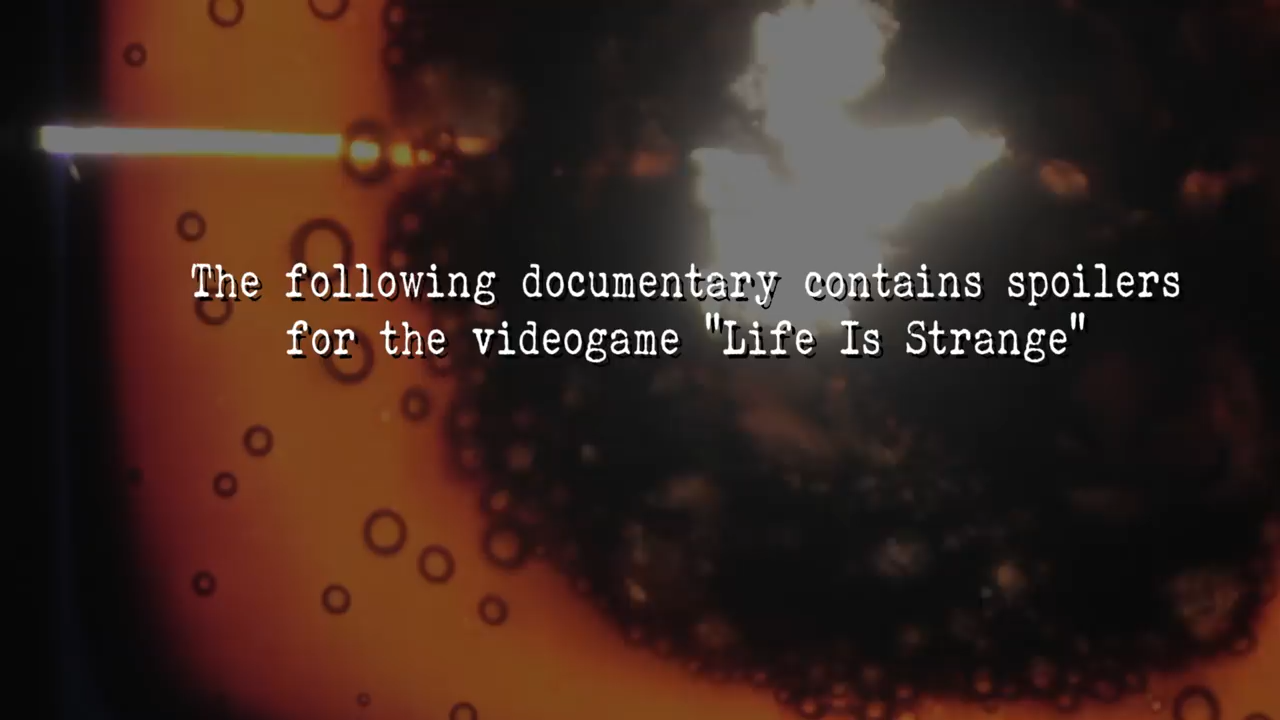 The following documentary contains spoilers
for the videogame "Life Is Strange"